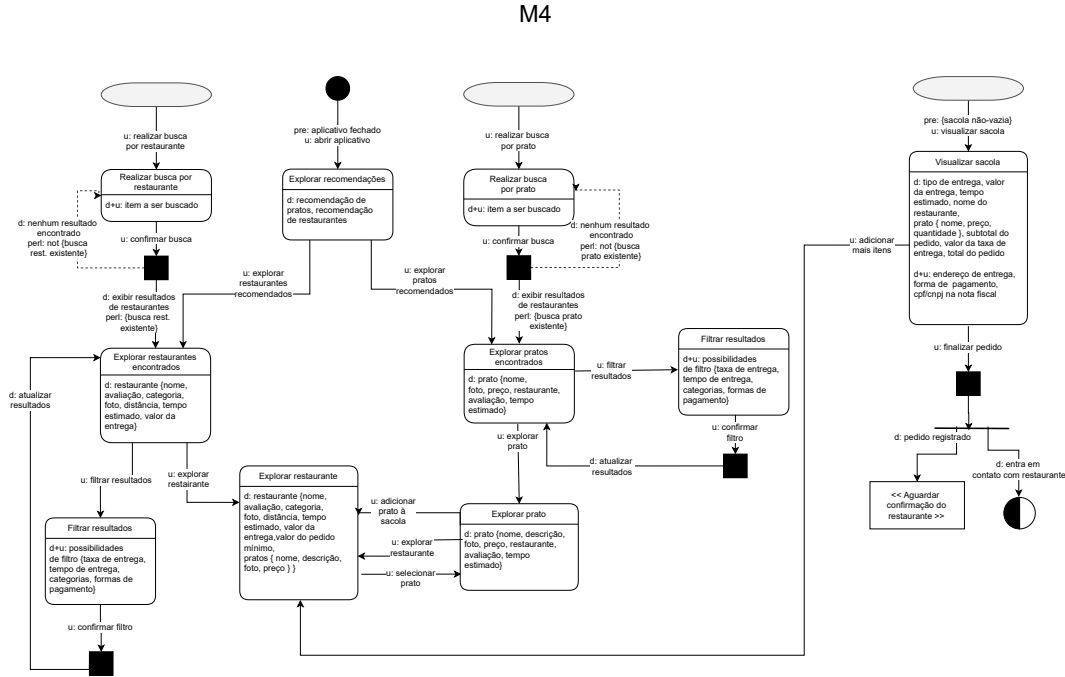 M4
u: realizar busca
por restaurante
Realizar busca por
restaurante
d+u: item a ser buscado
d: nenhum resultado
encontrado
perl: not {busca
rest. existente}
u: confirmar busca
d: exibir resultados
de restaurantes
perl: {busca rest.
existente}
pre: aplicativo fechado
u: abrir aplicativo
Explorar recomendações
d: recomendação de
pratos, recomendação
de restaurantes
u: explorar
restaurantes
recomendados
u: explorar
pratos
recomendados
u: realizar busca
por prato
Realizar busca
por prato
d+u: item a ser buscado
d: nenhum resultado
encontrado
perl: not {busca
prato existente}
u: confirmar busca
d: exibir resultados
de restaurantes
perl: {busca prato
existente}
pre: {sacola não-vazia}
u: visualizar sacola
Visualizar sacola
d: tipo de entrega, valor
da entrega, tempo
estimado, nome do
restaurante,
prato { nome, preço,
quantidade }, subtotal do
pedido, valor da taxa de
entrega, total do pedido
d+u: endereço de entrega,
forma de pagamento,
cpf/cnpj na nota fiscal
u: adicionar
mais itens
u: finalizar pedido
d: pedido registrado
d: entra em
contato com restaurante
<< Aguardar
confirmação do
restaurante >>
Explorar restaurantes
encontrados
d: restaurante {nome,
avaliação, categoria,
foto, distância, tempo
estimado, valor da
entrega}
d: atualizar
resultados
u: filtrar resultados
u: explorar
restairante
Filtrar resultados
d+u: possibilidades
de filtro {taxa de entrega,
tempo de entrega,
categorias, formas de
pagamento}
u: confirmar filtro
Explorar pratos
encontrados
d: prato {nome,
foto, preço, restaurante,
avaliação, tempo
estimado}
u: filtrar
resultados
Filtrar resultados
d+u: possibilidades
de filtro {taxa de entrega,
tempo de entrega,
categorias, formas de
pagamento}
u: confirmar
filtro
d: atualizar
resultados
u: explorar
prato
Explorar restaurante
d: restaurante {nome,
avaliação, categoria,
foto, distância, tempo
estimado, valor da
entrega,valor do pedido
mínimo,
pratos { nome, descrição,
foto, preço } }
u: adicionar
prato à
sacola
u: explorar
restaurante
u: selecionar
prato
Explorar prato
d: prato {nome, descrição,
foto, preço, restaurante,
avaliação, tempo
estimado}